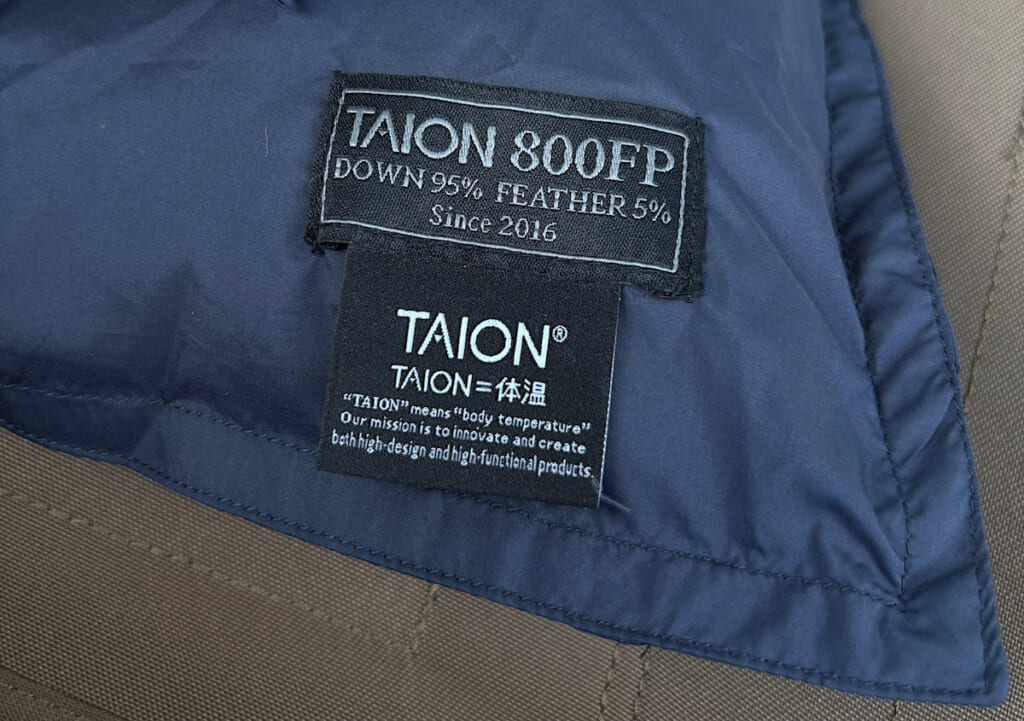 TAION 800FP
DOWN 95% FEATHER 5%
Since 2016
TAION®
TAION=体温
"TAION" means "body temperature"
Our mission is to innovate and create
both high-design and high-functional products.